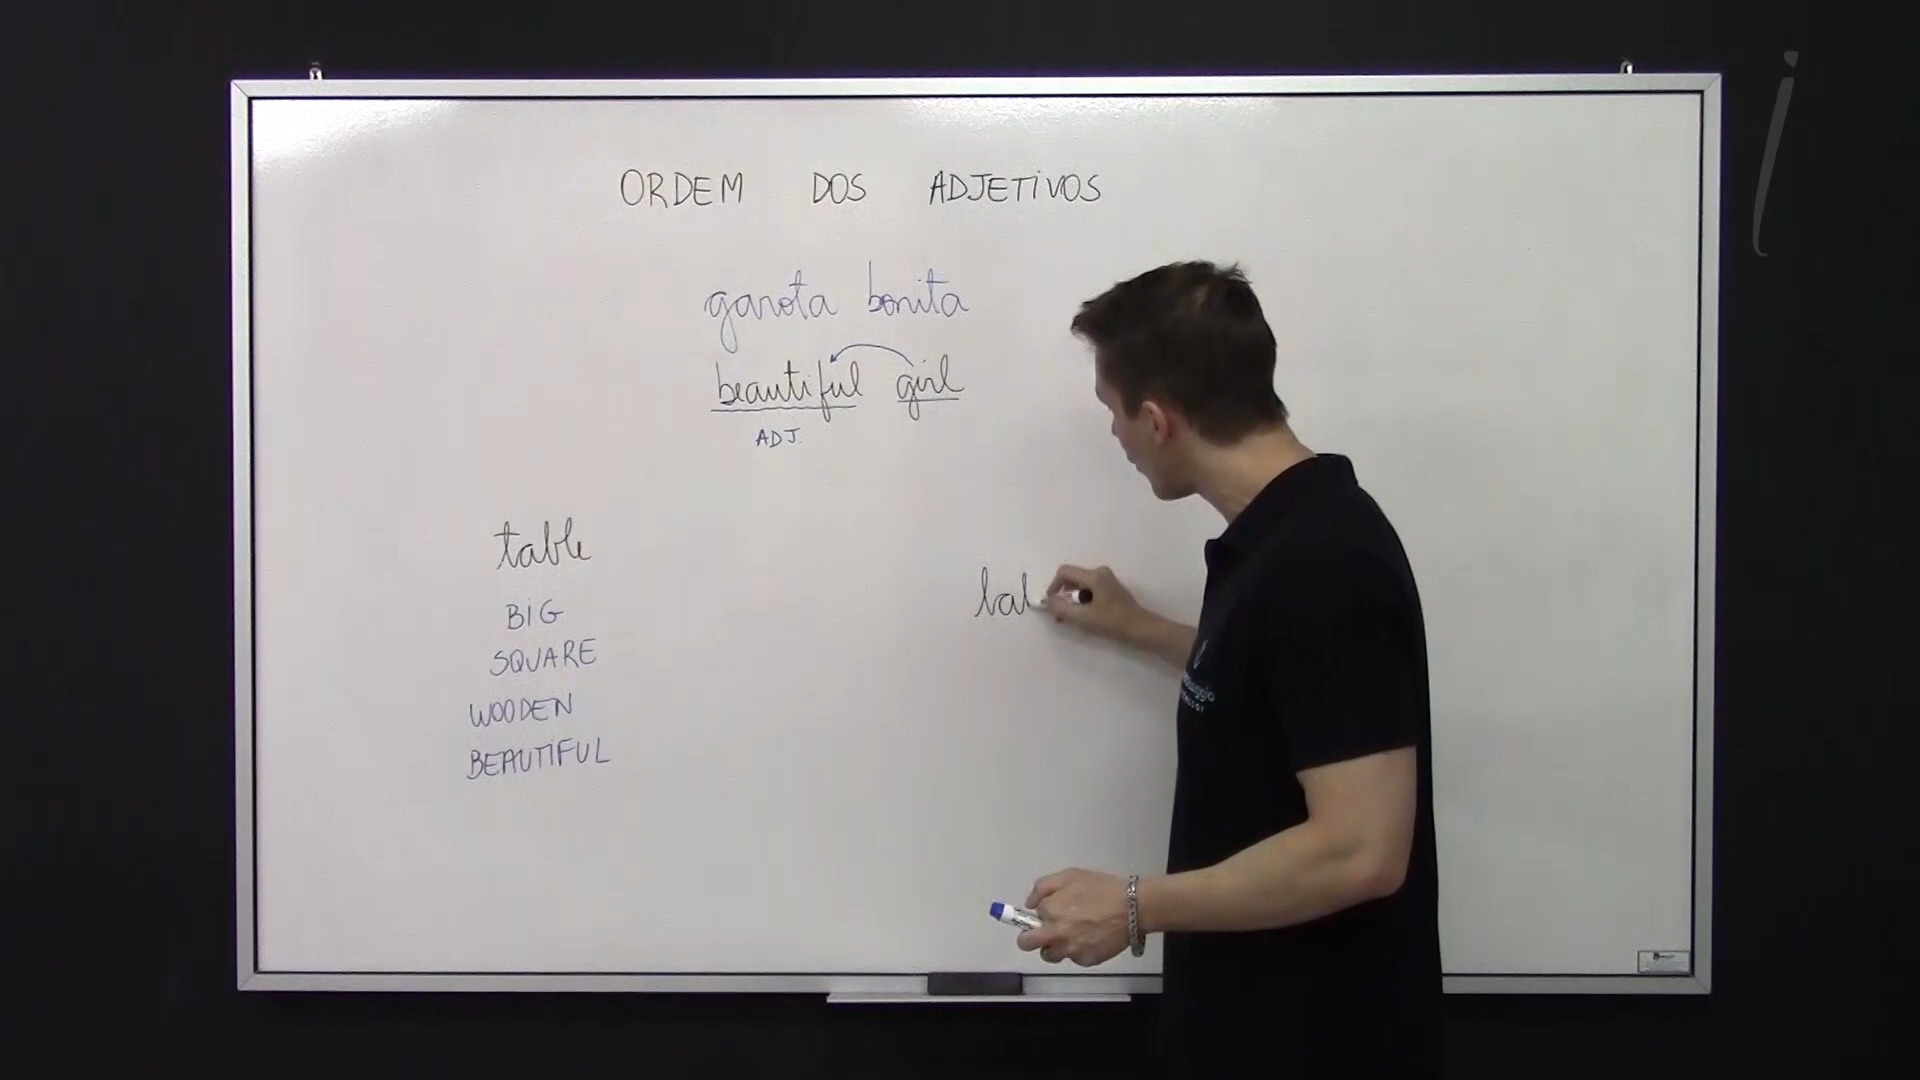 ORDEM DOS ADJETIVOS
garota bonita
beautiful girl
ADJ.
table
BIG
SQUARE
WOODEN
BEAUTIFUL